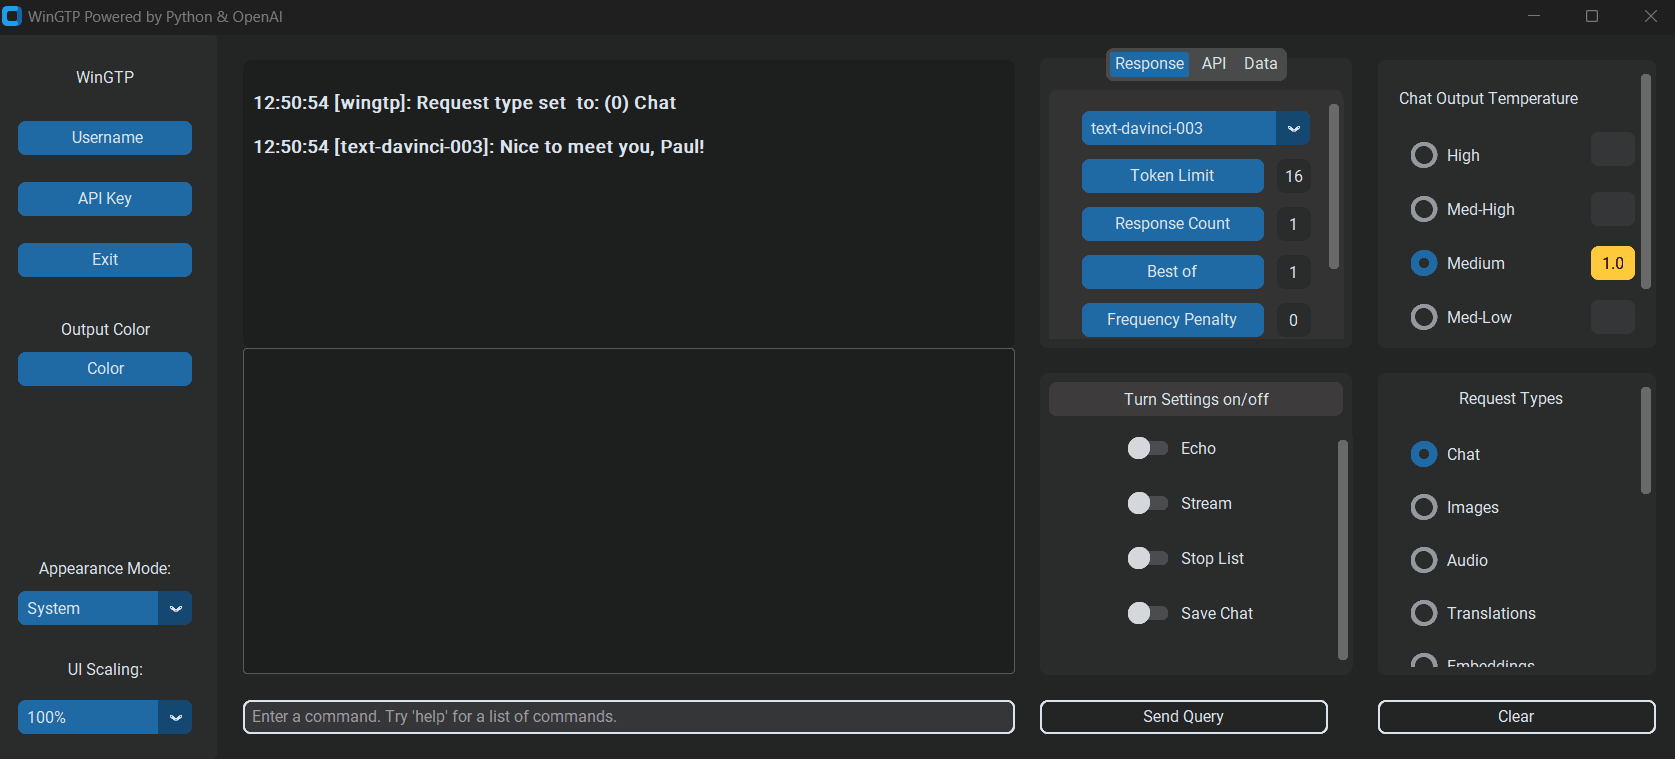 WinGTP Powered by Python & OpenAI
WinGTP
Username
API Key
Exit
Output Color
Color
Appearance Mode:
System
UI Scaling:
100%
12:50:54 [wingtp]: Request type set  to: (0) Chat
12:50:54 [text-davinci-003]: Nice to meet you, Paul!
Enter a command. Try 'help' for a list of commands.
Response API Data
text-davinci-003
Token Limit 16
Response Count 1
Best of 1
Frequency Penalty 0
Turn Settings on/off
Echo
Stream
Stop List
Save Chat
Send Query
Chat Output Temperature
High
Med-High
Medium 1.0
Med-Low
Request Types
Chat
Images
Audio
Translations
Embeddings
Clear